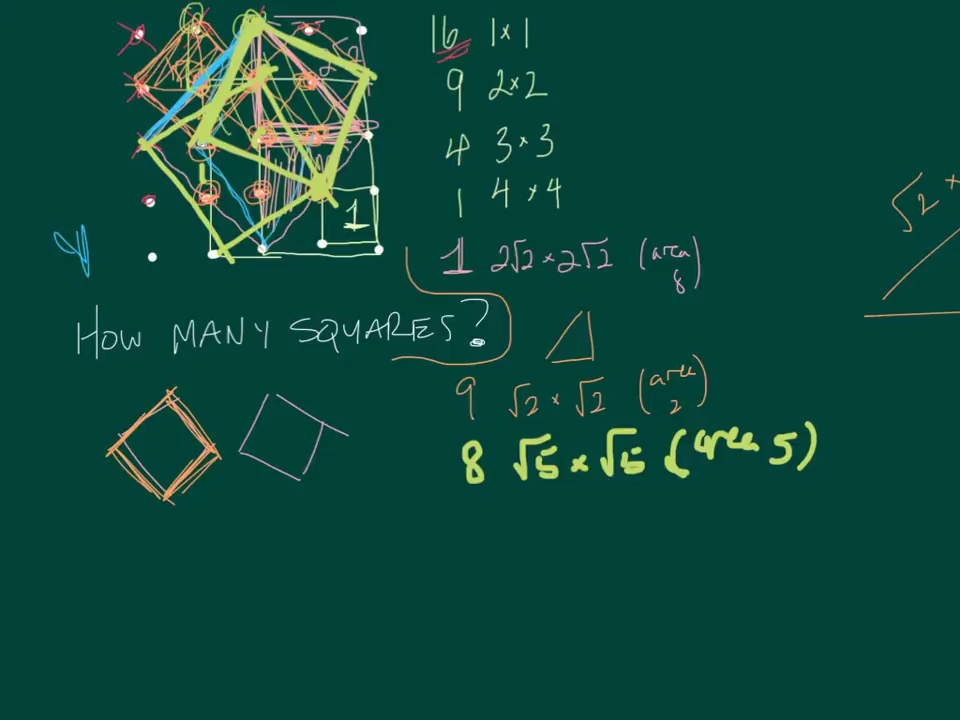 16 1×1
9 2×2
4 3×3
1 4×4
1
1 2√2×2√2 (area 8)
√2 +
HOW MANY SQUARES?
9 √2×√2 (area 2)
8 √5×√5 (area 5)